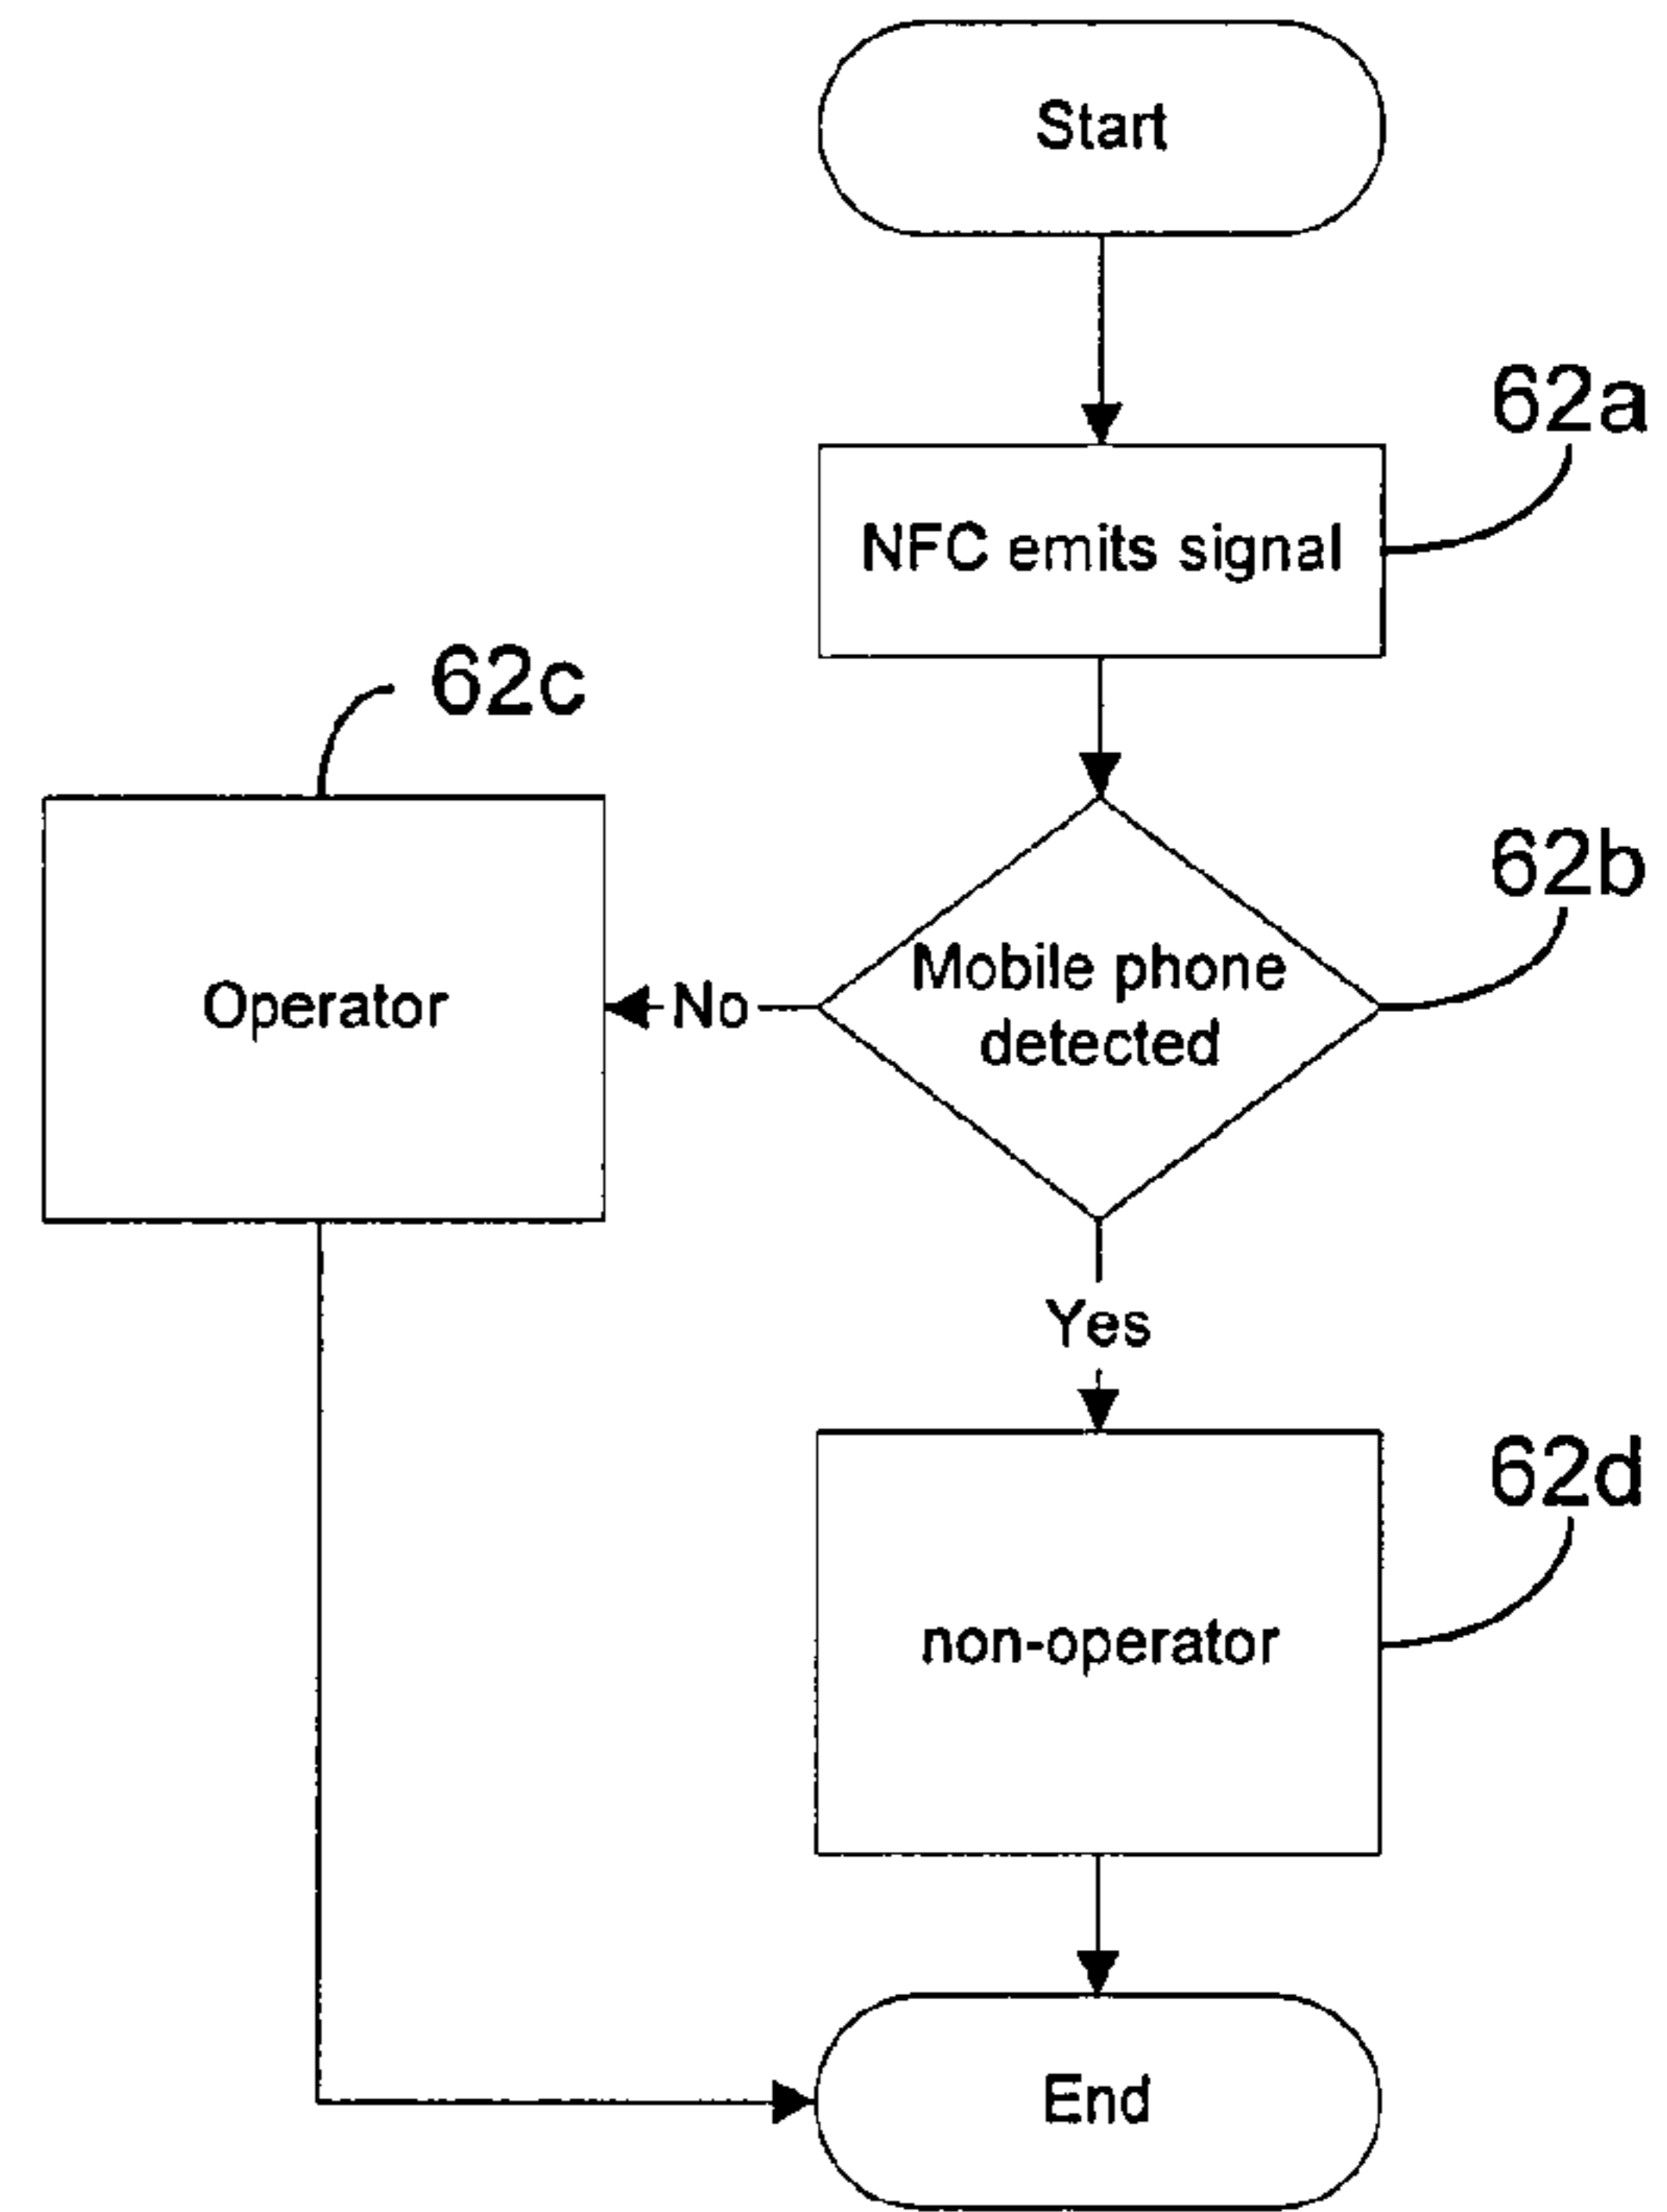 Start
62a
NFC emits signal
62c
62b
Mobile phone
detected
No
Operator
Yes
62d
non-operator
End